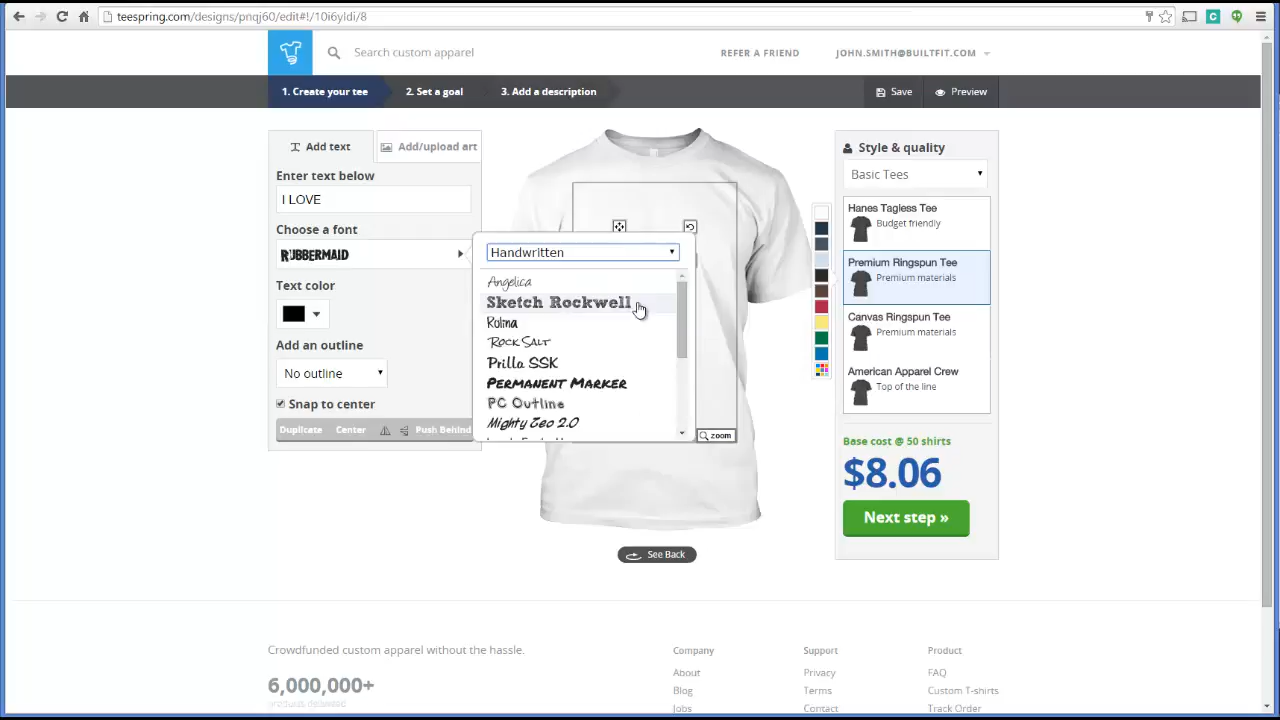 teespring.com/designs/pnqj60/edit#!/10i6yldi/8
Search custom apparel
REFER A FRIEND
JOHN.SMITH@BUILTFIT.COM
1. Create your tee
2. Set a goal
3. Add a description
Save
Preview
Add text
Add/upload art
Enter text below
I LOVE
Choose a font
RUBBERMAID
Text color
Add an outline
No outline
Snap to center
Duplicate
Center
Push Behind
Handwritten
Angelica
Sketch Rockwell
Rolina
Rock Salt
Prilla SSK
Permanent Marker
PC Outline
Mighty Zeo 2.0
zoom
See Back
Style & quality
Basic Tees
Hanes Tagless Tee
Budget friendly
Premium Ringspun Tee
Premium materials
Canvas Ringspun Tee
Premium materials
American Apparel Crew
Top of the line
Base cost @ 50 shirts
$8.06
Next step »
Crowdfunded custom apparel without the hassle.
6,000,000+
Company
About
Blog
Jobs
Support
Privacy
Terms
Contact
Product
FAQ
Custom T-shirts
Track Order